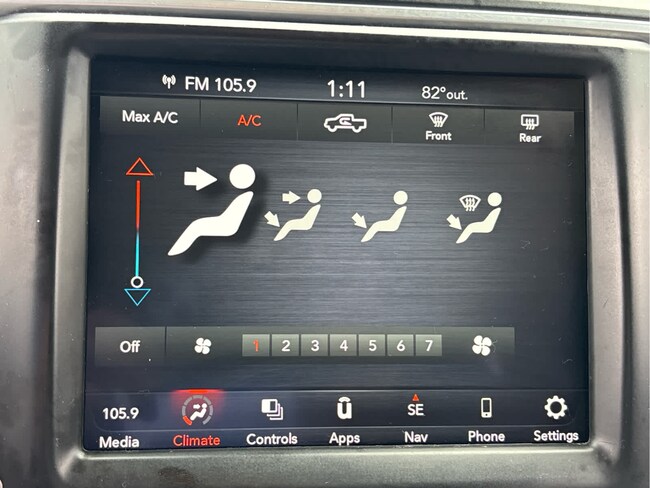 FM 105.9 1:11 82° out.
Max A/C A/C Front Rear
Off 1 2 3 4 5 6 7
105.9 SE
Media Climate Controls Apps Nav Phone Settings